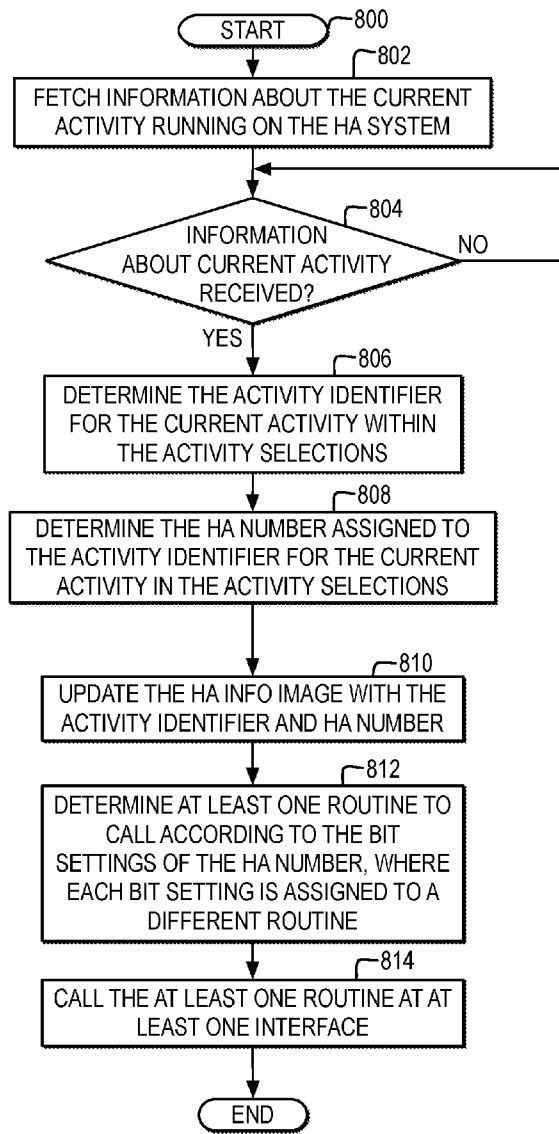 START
800
802
FETCH INFORMATION ABOUT THE CURRENT
ACTIVITY RUNNING ON THE HA SYSTEM
804
INFORMATION
ABOUT CURRENT ACTIVITY
RECEIVED?
NO
YES
806
DETERMINE THE ACTIVITY IDENTIFIER
FOR THE CURRENT ACTIVITY WITHIN
THE ACTIVITY SELECTIONS
808
DETERMINE THE HA NUMBER ASSIGNED TO
THE ACTIVITY IDENTIFIER FOR THE CURRENT
ACTIVITY IN THE ACTIVITY SELECTIONS
810
UPDATE THE HA INFO IMAGE WITH THE
ACTIVITY IDENTIFIER AND HA NUMBER
812
DETERMINE AT LEAST ONE ROUTINE TO
CALL ACCORDING TO THE BIT
SETTINGS OF THE HA NUMBER, WHERE
EACH BIT SETTING IS ASSIGNED TO A
DIFFERENT ROUTINE
814
CALL THE AT LEAST ONE ROUTINE AT AT
LEAST ONE INTERFACE
END